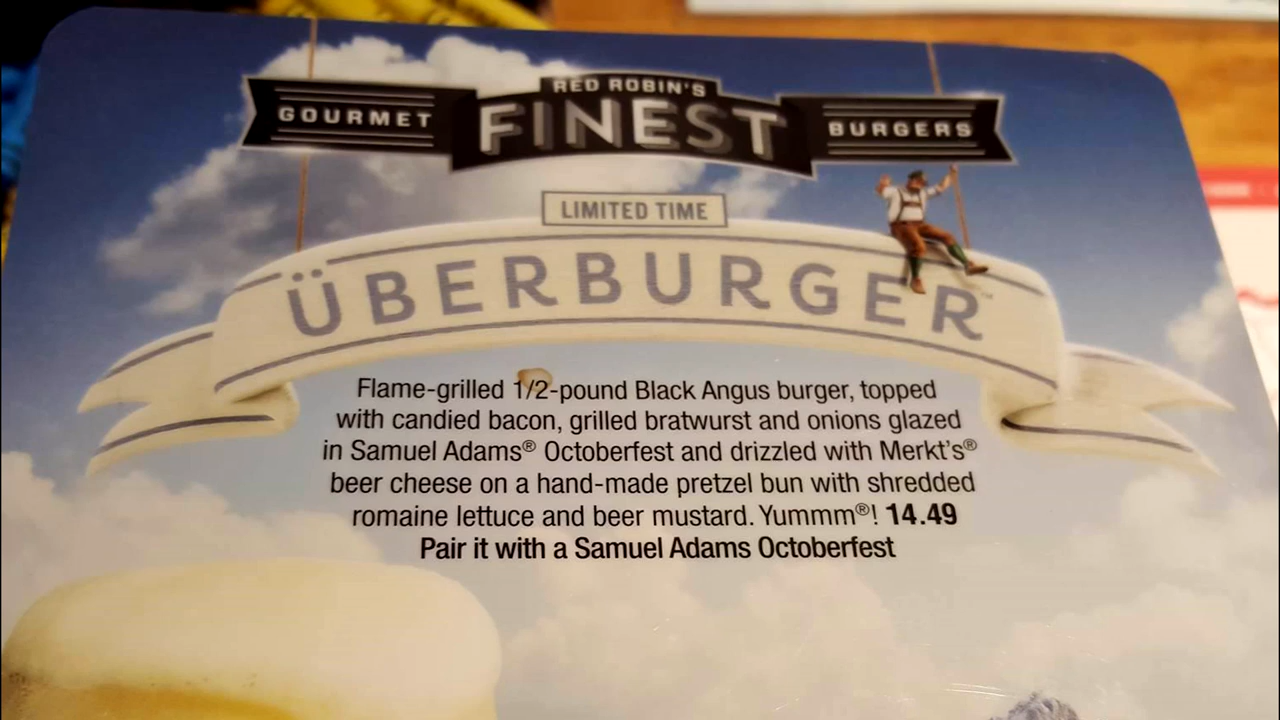 RED ROBIN'S
GOURMET FINEST BURGERS
LIMITED TIME
ÜBERBURGER
Flame-grilled 1/2-pound Black Angus burger, topped
with candied bacon, grilled bratwurst and onions glazed
in Samuel Adams® Octoberfest and drizzled with Merkt's®
beer cheese on a hand-made pretzel bun with shredded
romaine lettuce and beer mustard. Yummm®! 14.49
Pair it with a Samuel Adams Octoberfest